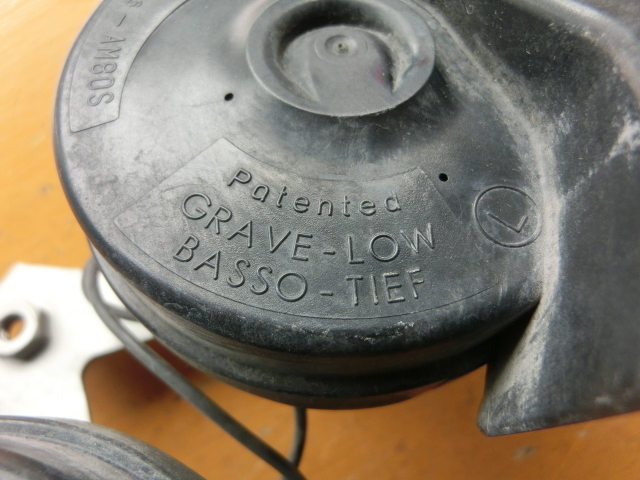 Patented
GRAVE-LOW
BASSO-TIEF
L